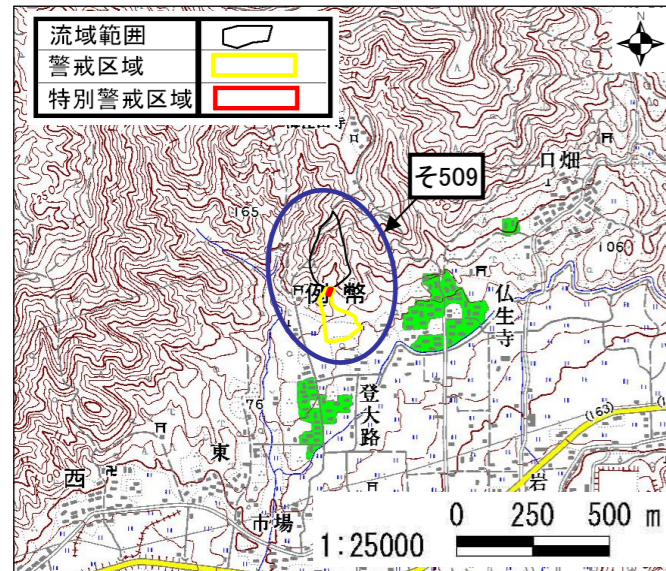 流域範囲
警戒区域
特別警戒区域
N
そ509
口畑
165
106
例幣
仏生寺
登大路
76
東
西
(163)
岩
市場
0 250 500 m
1:25000